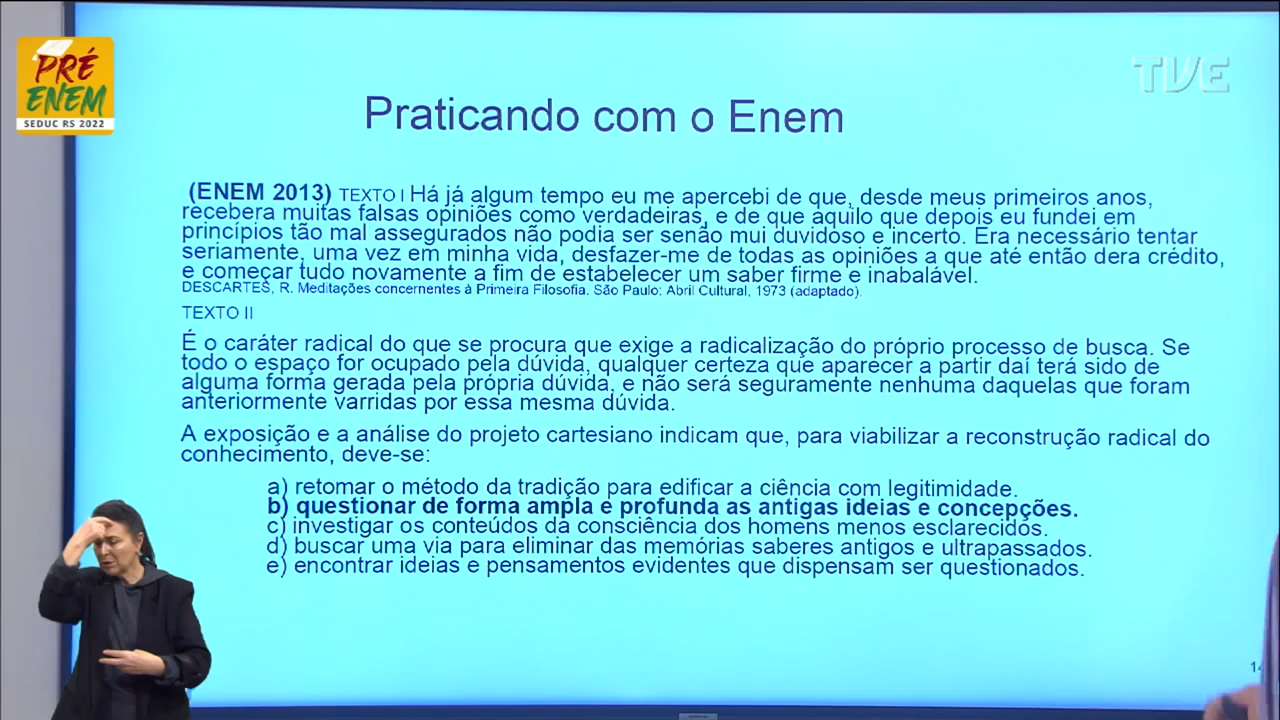 PRÉ
ENEM
SEDUC RS 2022
TVE
Praticando com o Enem
(ENEM 2013) TEXTO I Há já algum tempo eu me apercebi de que, desde meus primeiros anos,
recebera muitas falsas opiniões como verdadeiras, e de que aquilo que depois eu fundei em
princípios tão mal assegurados não podia ser senão mui duvidoso e incerto. Era necessário tentar
seriamente, uma vez em minha vida, desfazer-me de todas as opiniões a que até então dera crédito,
e começar tudo novamente a fim de estabelecer um saber firme e inabalável.
DESCARTES, R. Meditações concernentes à Primeira Filosofia. São Paulo: Abril Cultural, 1973 (adaptado).
TEXTO II
É o caráter radical do que se procura que exige a radicalização do próprio processo de busca. Se
todo o espaço for ocupado pela dúvida, qualquer certeza que aparecer a partir daí terá sido de
alguma forma gerada pela própria dúvida, e não será seguramente nenhuma daquelas que foram
anteriormente varridas por essa mesma dúvida.
A exposição e a análise do projeto cartesiano indicam que, para viabilizar a reconstrução radical do
conhecimento, deve-se:
a) retomar o método da tradição para edificar a ciência com legitimidade.
b) questionar de forma ampla e profunda as antigas ideias e concepções.
c) investigar os conteúdos da consciência dos homens menos esclarecidos.
d) buscar uma via para eliminar das memórias saberes antigos e ultrapassados.
e) encontrar ideias e pensamentos evidentes que dispensam ser questionados.